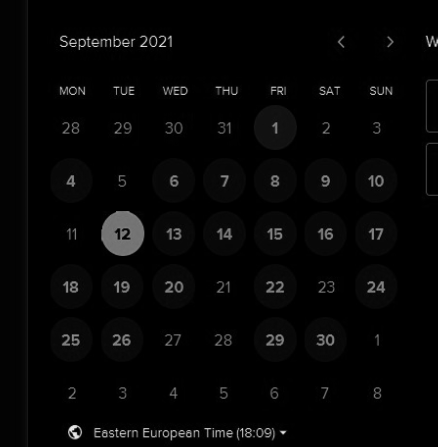 September 2021
W
MON TUE WED THU FRI SAT SUN
28 29 30 31 1 2 3
4 5 6 7 8 9 10
11 12 13 14 15 16 17
18 19 20 21 22 23 24
25 26 27 28 29 30 1
2 3 4 5 6 7 8
Eastern European Time (18:09)